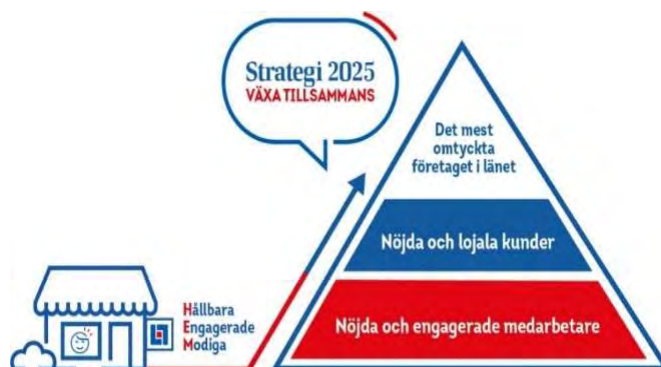 Strategi 2025
VÄXA TILLSAMMANS
Det mest
omtyckta
företaget i länet
Nöjda och lojala kunder
Nöjda och engagerade medarbetare
Hållbara
Engagerade
Modiga